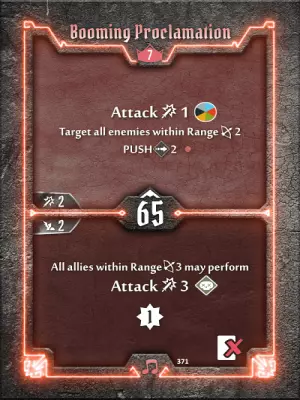 Booming Proclamation
7
Attack 1
Target all enemies within Range 2
PUSH 2
2
65
2
All allies within Range 3 may perform
Attack 3
1
371